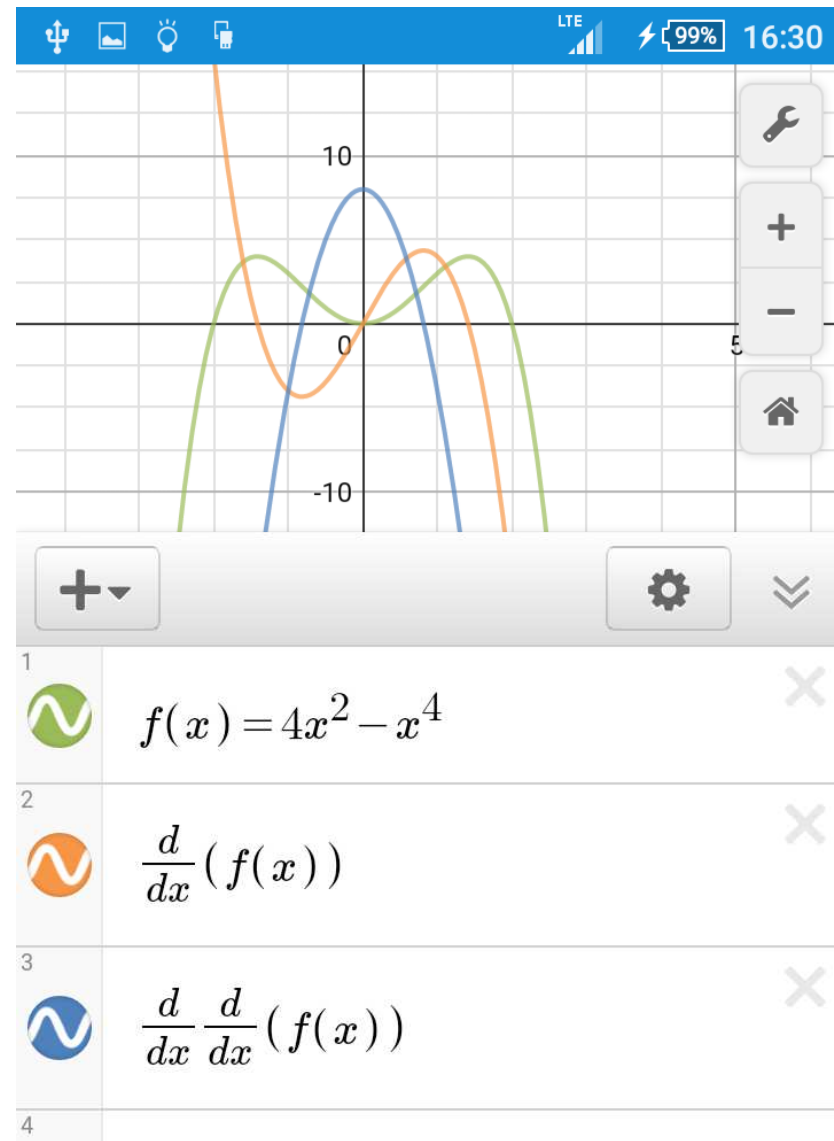 LTE 99% 16:30
10
0 5
-10
1
f(x)=4x²−x⁴
2
d/dx (f(x))
3
d/dx d/dx (f(x))
4